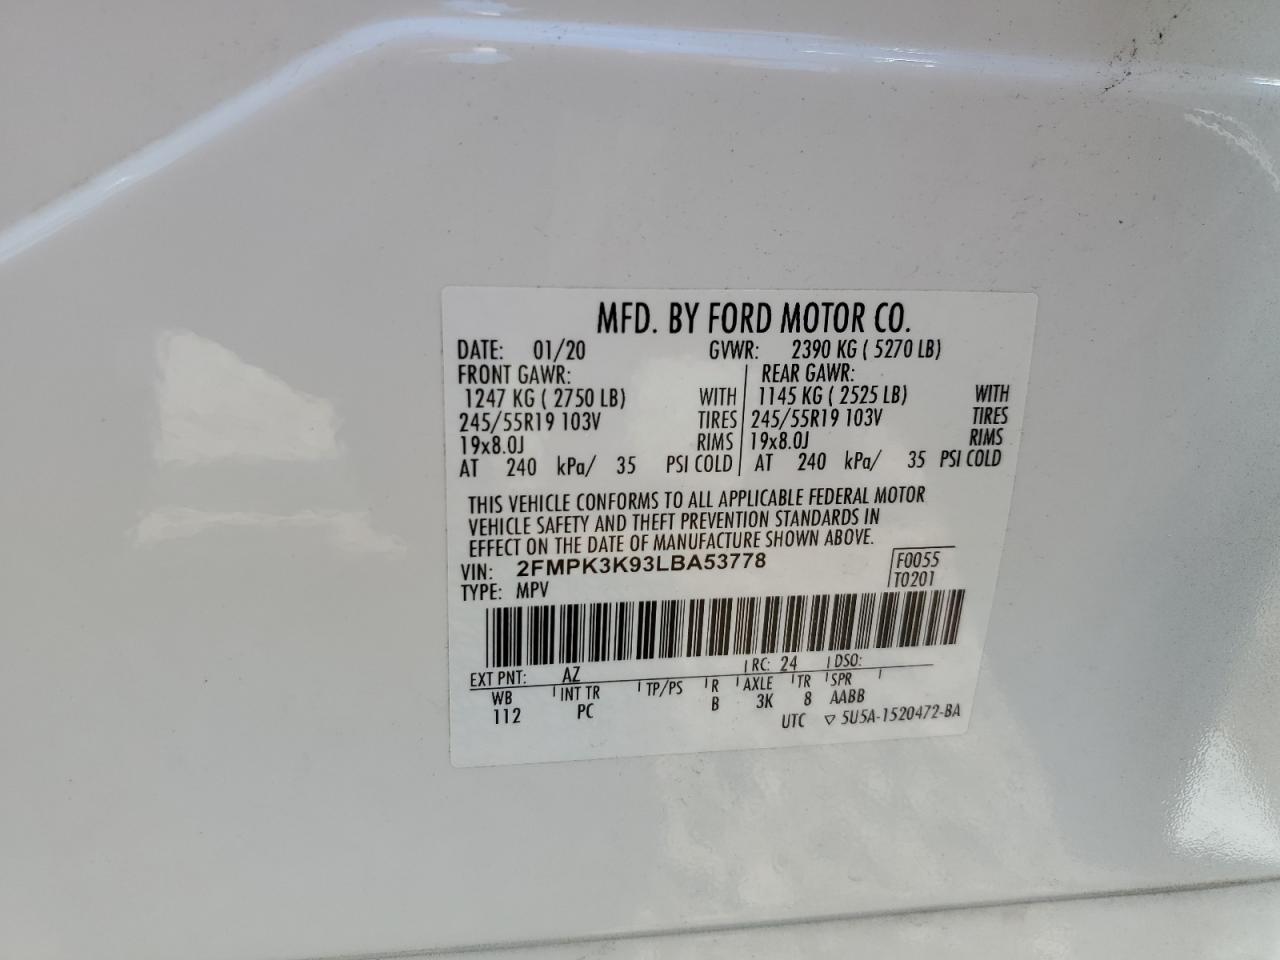 MFD. BY FORD MOTOR CO.
DATE: 01/20 GVWR: 2390 KG ( 5270 LB)
FRONT GAWR: REAR GAWR:
1247 KG ( 2750 LB) WITH 1145 KG ( 2525 LB) WITH
245/55R19 103V TIRES 245/55R19 103V TIRES
19x8.0J RIMS 19x8.0J RIMS
AT 240 kPa/ 35 PSI COLD AT 240 kPa/ 35 PSI COLD
THIS VEHICLE CONFORMS TO ALL APPLICABLE FEDERAL MOTOR
VEHICLE SAFETY AND THEFT PREVENTION STANDARDS IN
EFFECT ON THE DATE OF MANUFACTURE SHOWN ABOVE.
VIN: 2FMPK3K93LBA53778 F0055
TYPE: MPV T0201
EXT PNT: AZ RC: 24 DSO:
WB INT TR TP/PS R AXLE TR SPR
112 PC B 3K 8 AABB
UTC ▽ 5U5A-1520472-BA